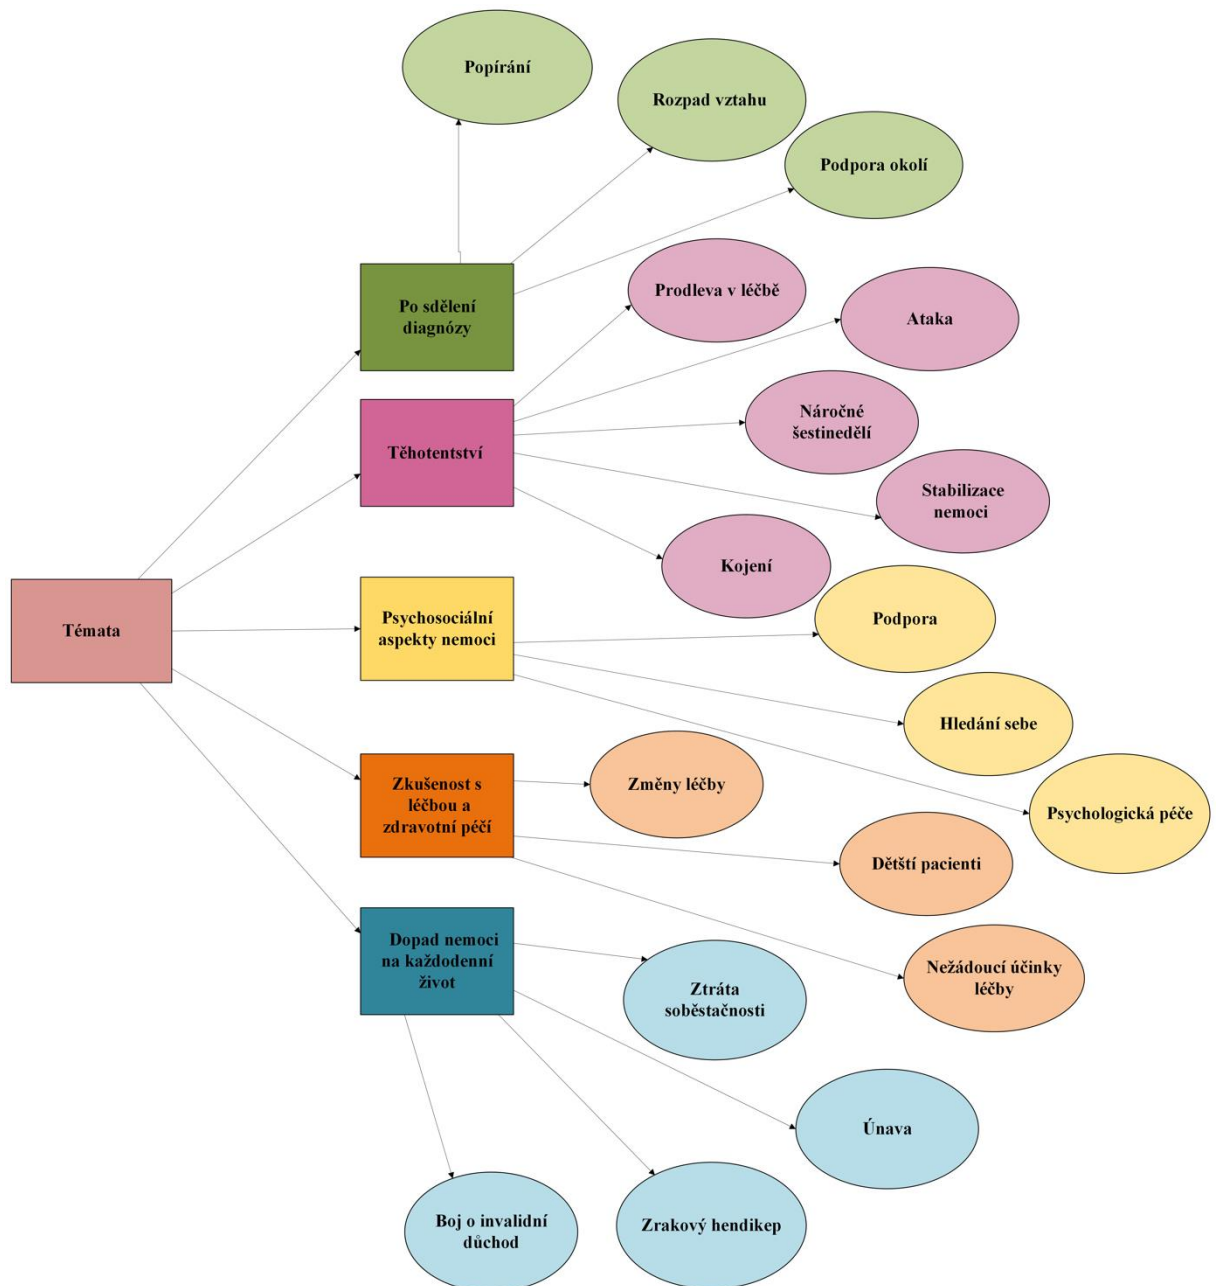 Popírání
Rozpad vztahu
Podpora okolí
Po sdělení
diagnózy
Prodleva v léčbě
Ataka
Náročné
šestinedělí
Těhotentství
Stabilizace
nemoci
Kojení
Témata
Psychosociální
aspekty nemoci
Podpora
Hledání sebe
Psychologická péče
Zkušenost s
léčbou a
zdravotní péčí
Změny léčby
Dětští pacienti
Nežádoucí účinky
léčby
Dopad nemoci
na každodenní
život
Ztráta
soběstačnosti
Únava
Zrakový hendikep
Boj o invalidní
důchod